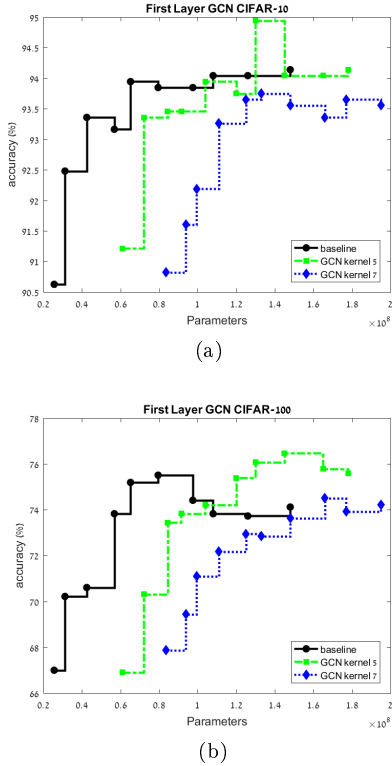 First Layer GCN CIFAR-10
95
94.5
94
93.5
93
92.5
92
91.5
91
90.5
accuracy (%)
baseline
GCN kernel 5
GCN kernel 7
0.2 0.4 0.6 0.8 1 1.2 1.4 1.6 1.8 2
Parameters
×10⁸
(a)
First Layer GCN CIFAR-100
78
76
74
72
70
68
66
accuracy (%)
baseline
GCN kernel 5
GCN kernel 7
0.2 0.4 0.6 0.8 1 1.2 1.4 1.6 1.8 2
Parameters
×10⁸
(b)